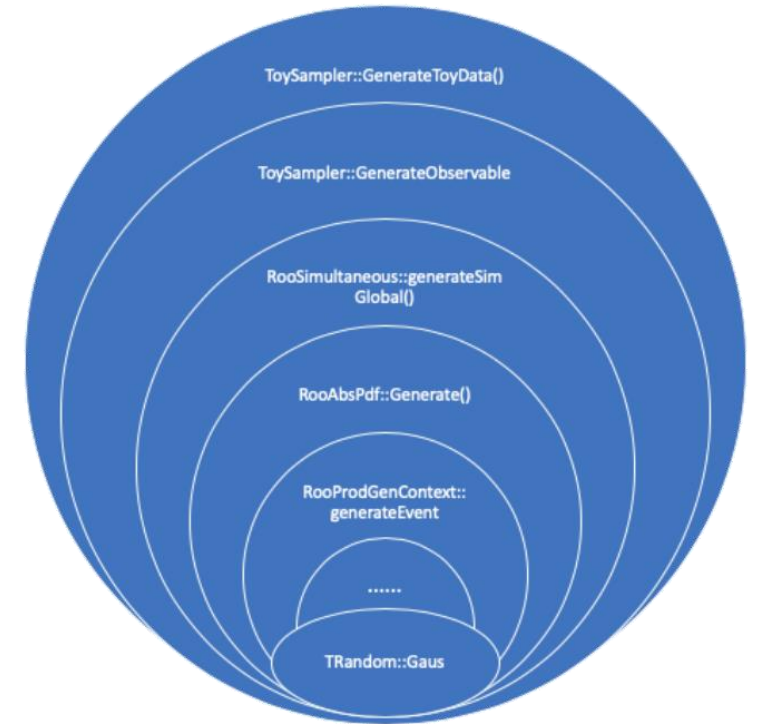 ToySampler::GenerateToyData()
ToySampler::GenerateObservable
RooSimultaneous::generateSim
Global()
RooAbsPdf::Generate()
RooProdGenContext::
generateEvent
......
TRandom::Gaus